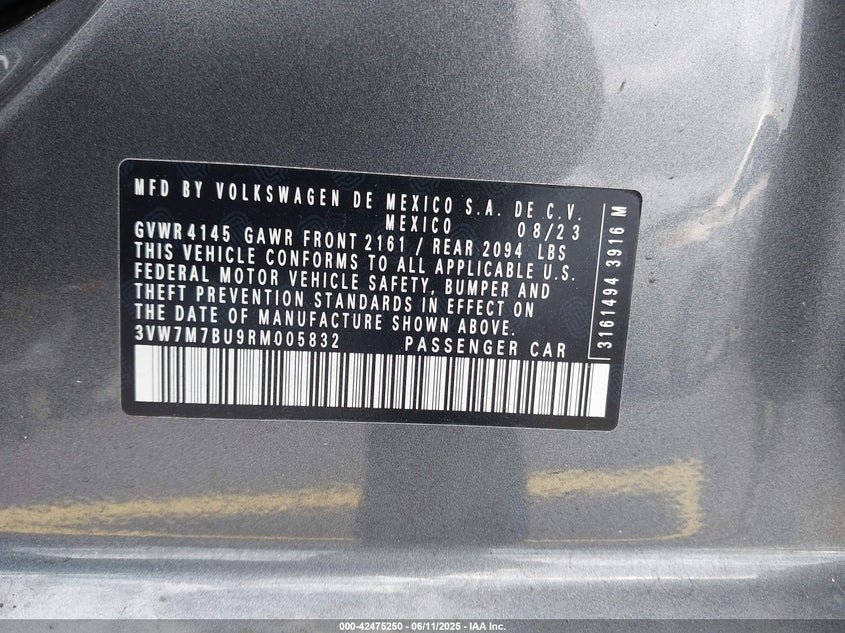 MFD BY VOLKSWAGEN DE MEXICO S.A. DE C.V.
MEXICO 08/23
GVWR 4145 GAWR FRONT 2161 / REAR 2094 LBS
THIS VEHICLE CONFORMS TO ALL APPLICABLE U.S.
FEDERAL MOTOR VEHICLE SAFETY, BUMPER AND
THEFT PREVENTION STANDARDS IN EFFECT ON
THE DATE OF MANUFACTURE SHOWN ABOVE.
3VW7M7BU9RM005832 PASSENGER CAR
3161494 3916 M
000-42475250 - 06/11/2025 - IAA Inc.